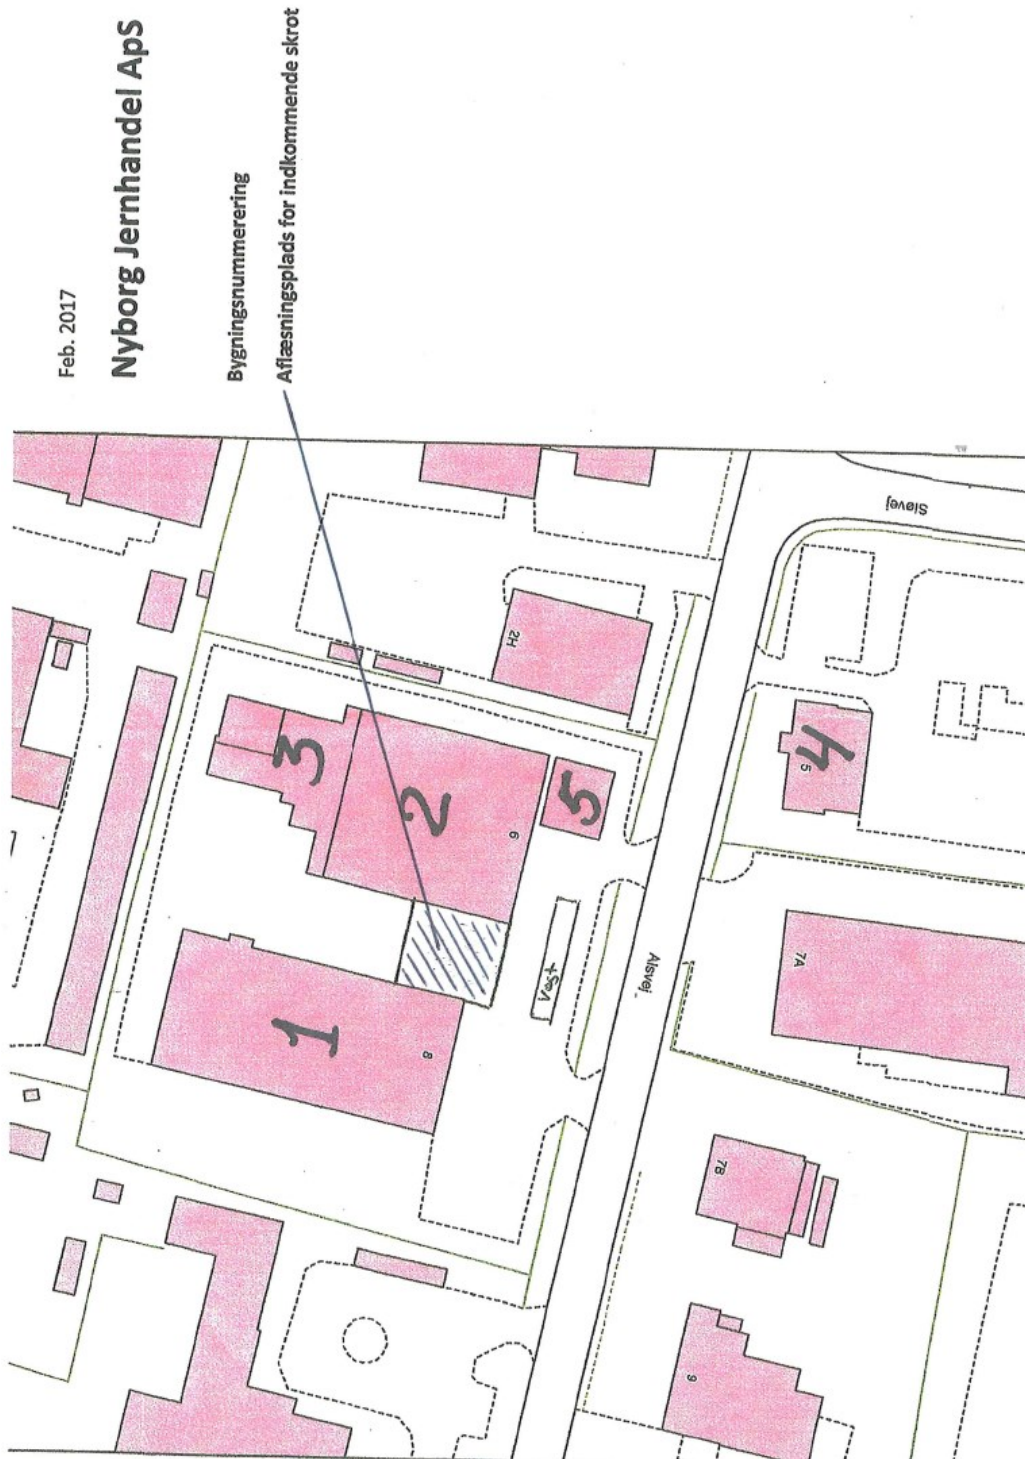 Feb. 2017
Nyborg Jernhandel ApS
Bygningsnummerering
Aflæsningsplads for indkommende skrot
Sløvej
2H
3
2
6
5
4
5
Vægt
Alsvej
7A
1
8
7B
9